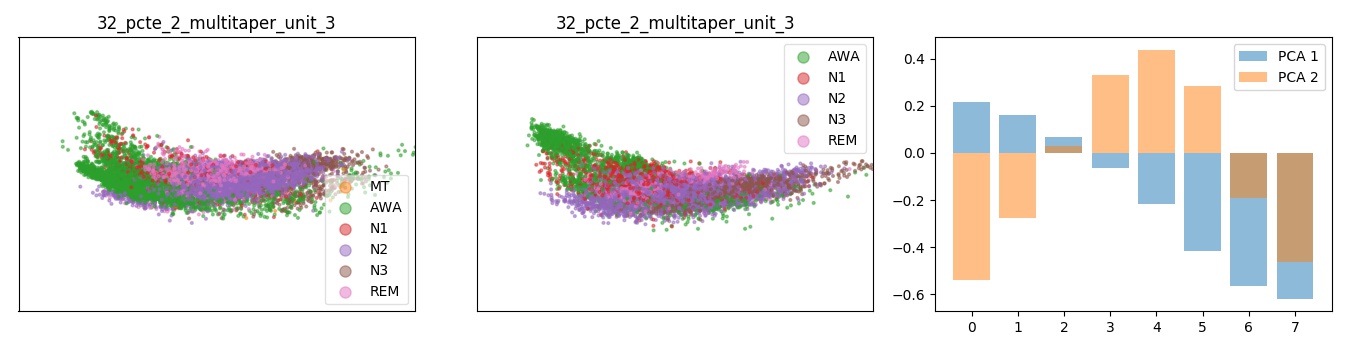 32_pcte_2_multitaper_unit_3
MT
AWA
N1
N2
N3
REM
32_pcte_2_multitaper_unit_3
AWA
N1
N2
N3
REM
PCA 1
PCA 2
0.4
0.2
0.0
−0.2
−0.4
−0.6
0 1 2 3 4 5 6 7